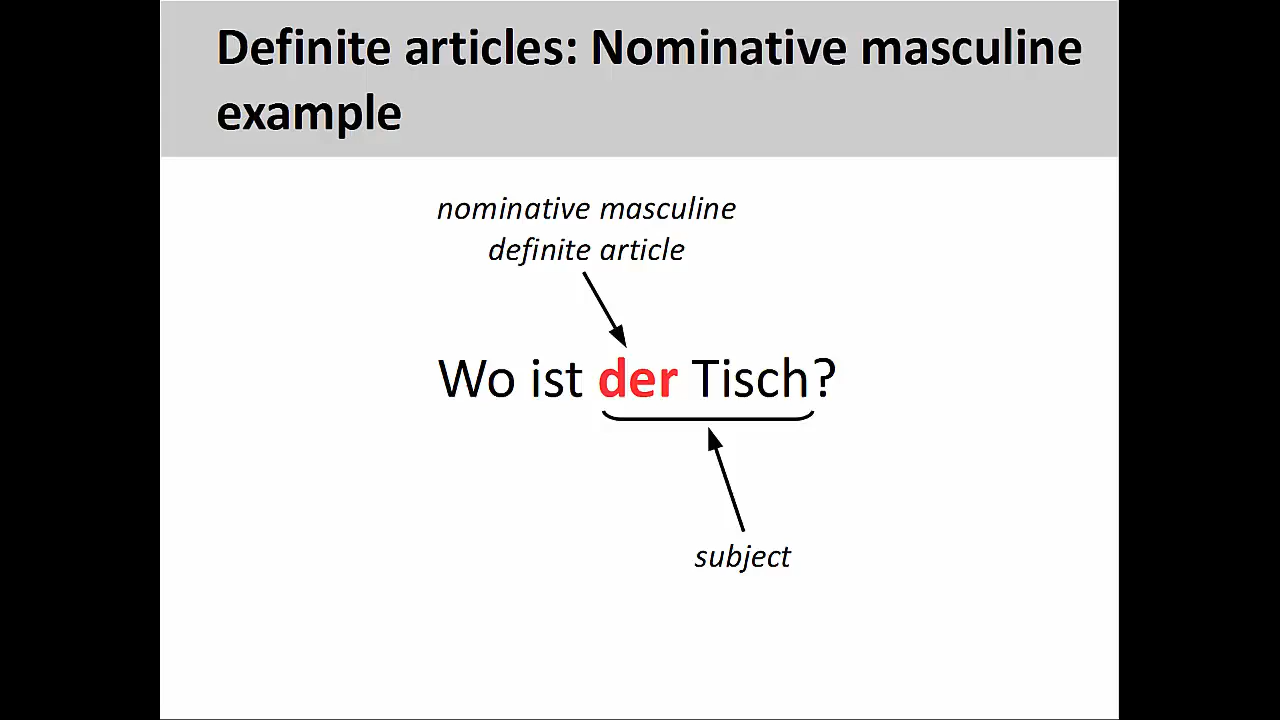 Definite articles: Nominative masculine
example
nominative masculine
definite article
Wo ist der Tisch?
subject